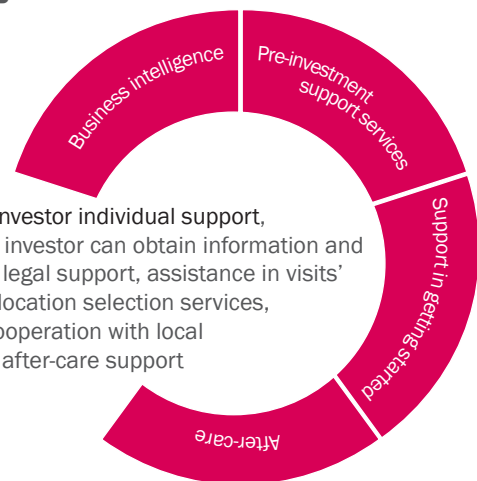 Business intelligence
Pre-investment
support services
Support in getting started
After-care
nvestor individual support,
investor can obtain information and
legal support, assistance in visits’
location selection services,
ooperation with local
after-care support